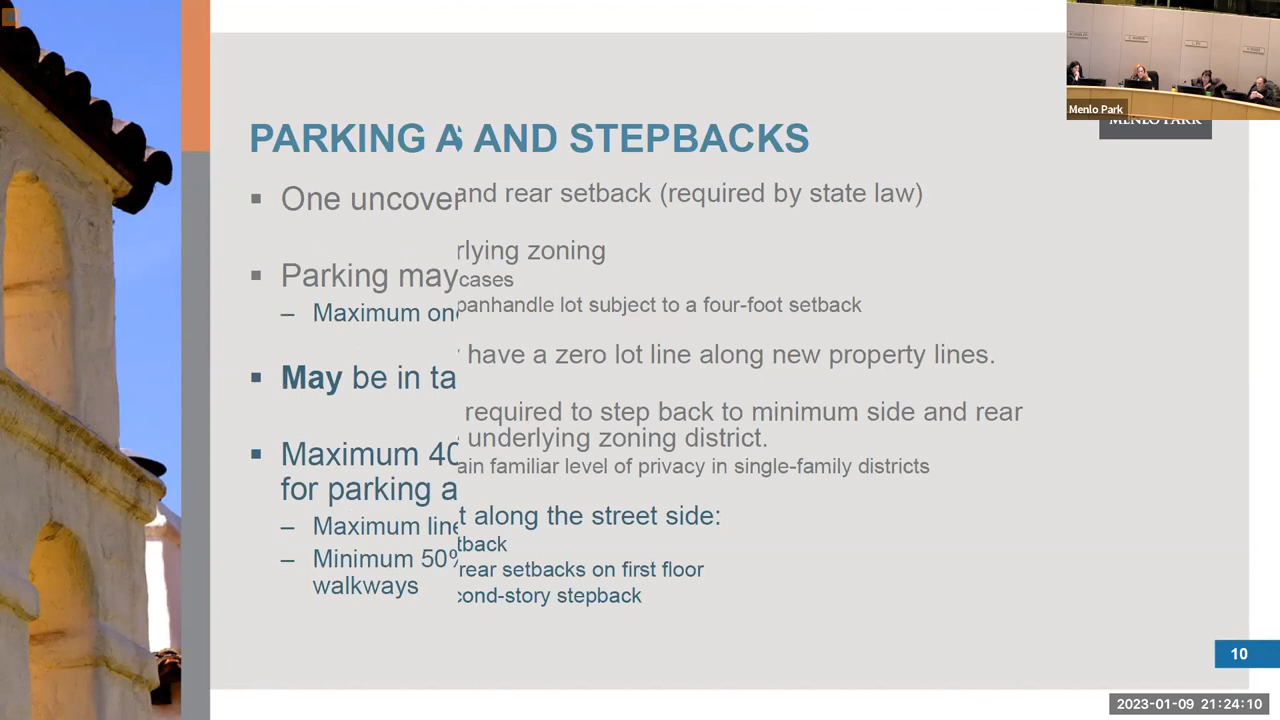 PARKING A AND STEPBACKS
One uncover
and rear setback (required by state law)
rlying zoning
Parking may
cases
panhandle lot subject to a four-foot setback
Maximum one
have a zero lot line along new property lines.
May be in ta
required to step back to minimum side and rear
underlying zoning district.
Maximum 40
ain familiar level of privacy in single-family districts
for parking a
t along the street side:
Maximum line
tback
Minimum 50%
rear setbacks on first floor
walkways
cond-story stepback
Menlo Park
MENLO PARK
10
2023-01-09 21:24:10